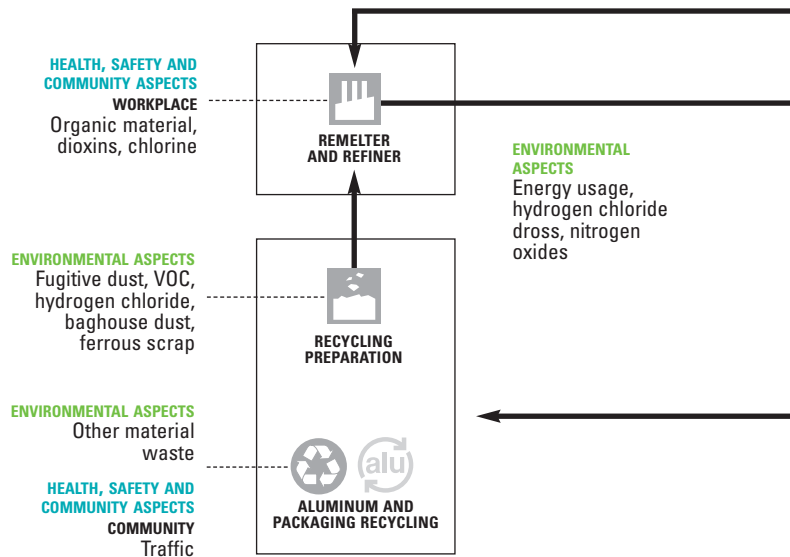 HEALTH, SAFETY AND
COMMUNITY ASPECTS
WORKPLACE
Organic material,
dioxins, chlorine
REMELTER
AND REFINER
ENVIRONMENTAL
ASPECTS
Energy usage,
hydrogen chloride
dross, nitrogen
oxides
ENVIRONMENTAL ASPECTS
Fugitive dust, VOC,
hydrogen chloride,
baghouse dust,
ferrous scrap
RECYCLING
PREPARATION
ENVIRONMENTAL ASPECTS
Other material
waste
HEALTH, SAFETY AND
COMMUNITY ASPECTS
COMMUNITY
Traffic
alu
ALUMINUM AND
PACKAGING RECYCLING